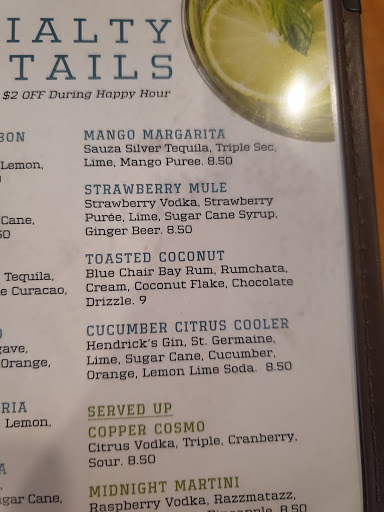 IALTY
TAILS
$2 OFF During Happy Hour
BON
Lemon,
Cane,
50
Tequila,
e Curacao,
gave,
Orange,
RIA
Lemon,
A
gar Cane,
MANGO MARGARITA
Sauza Silver Tequila, Triple Sec,
Lime, Mango Puree. 8.50
STRAWBERRY MULE
Strawberry Vodka, Strawberry
Purée, Lime, Sugar Cane Syrup,
Ginger Beer. 8.50
TOASTED COCONUT
Blue Chair Bay Rum, Rumchata,
Cream, Coconut Flake, Chocolate
Drizzle. 9
CUCUMBER CITRUS COOLER
Hendrick's Gin, St. Germaine,
Lime, Sugar Cane, Cucumber,
Orange, Lemon Lime Soda. 8.50
SERVED UP
COPPER COSMO
Citrus Vodka, Triple, Cranberry,
Sour. 8.50
MIDNIGHT MARTINI
Raspberry Vodka, Razzmatazz,
Pineapple. 8.50